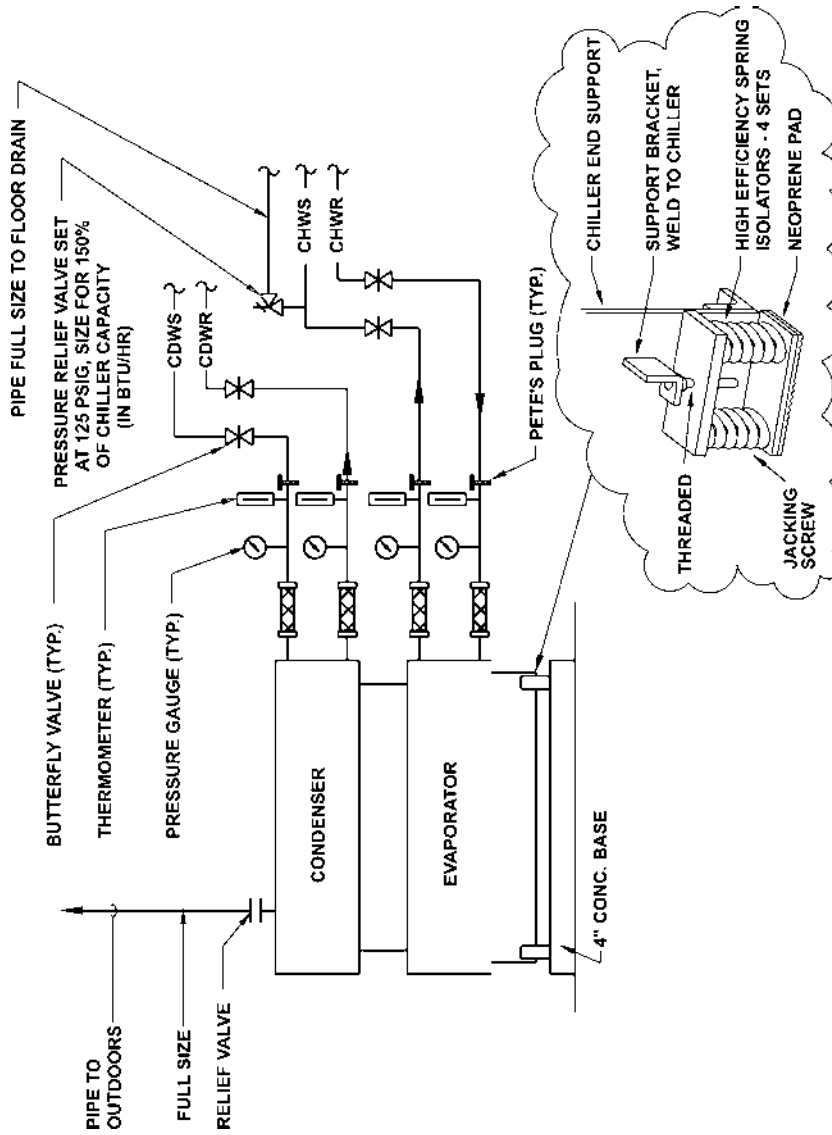 PIPE TO
OUTDOORS
FULL SIZE
RELIEF VALVE
BUTTERFLY VALVE (TYP.)
THERMOMETER (TYP.)
PRESSURE GAUGE (TYP.)
PIPE FULL SIZE TO FLOOR DRAIN
PRESSURE RELIEF VALVE SET
AT 125 PSIG, SIZE FOR 150%
OF CHILLER CAPACITY
(IN BTU/HR)
CDWS
CDWR
CHWS
CHWR
CONDENSER
EVAPORATOR
PETE'S PLUG (TYP.)
4" CONC. BASE
CHILLER END SUPPORT
SUPPORT BRACKET,
WELD TO CHILLER
HIGH EFFICIENCY SPRING
ISOLATORS - 4 SETS
NEOPRENE PAD
THREADED
JACKING
SCREW